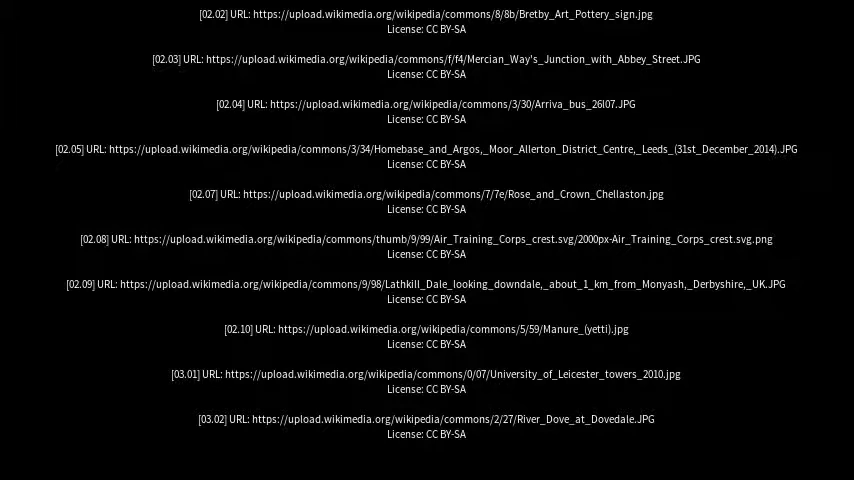 [02.02] URL: https://upload.wikimedia.org/wikipedia/commons/8/8b/Bretby_Art_Pottery_sign.jpg
License: CC BY-SA
[02.03] URL: https://upload.wikimedia.org/wikipedia/commons/f/f4/Mercian_Way's_Junction_with_Abbey_Street.JPG
License: CC BY-SA
[02.04] URL: https://upload.wikimedia.org/wikipedia/commons/3/30/Arriva_bus_26l07.JPG
License: CC BY-SA
[02.05] URL: https://upload.wikimedia.org/wikipedia/commons/3/34/Homebase_and_Argos,_Moor_Allerton_District_Centre,_Leeds_(31st_December_2014).JPG
License: CC BY-SA
[02.07] URL: https://upload.wikimedia.org/wikipedia/commons/7/7e/Rose_and_Crown_Chellaston.jpg
License: CC BY-SA
[02.08] URL: https://upload.wikimedia.org/wikipedia/commons/thumb/9/99/Air_Training_Corps_crest.svg/2000px-Air_Training_Corps_crest.svg.png
License: CC BY-SA
[02.09] URL: https://upload.wikimedia.org/wikipedia/commons/9/98/Lathkill_Dale_looking_downdale,_about_1_km_from_Monyash,_Derbyshire,_UK.JPG
License: CC BY-SA
[02.10] URL: https://upload.wikimedia.org/wikipedia/commons/5/59/Manure_(yetti).jpg
License: CC BY-SA
[03.01] URL: https://upload.wikimedia.org/wikipedia/commons/0/07/University_of_Leicester_towers_2010.jpg
License: CC BY-SA
[03.02] URL: https://upload.wikimedia.org/wikipedia/commons/2/27/River_Dove_at_Dovedale.JPG
License: CC BY-SA